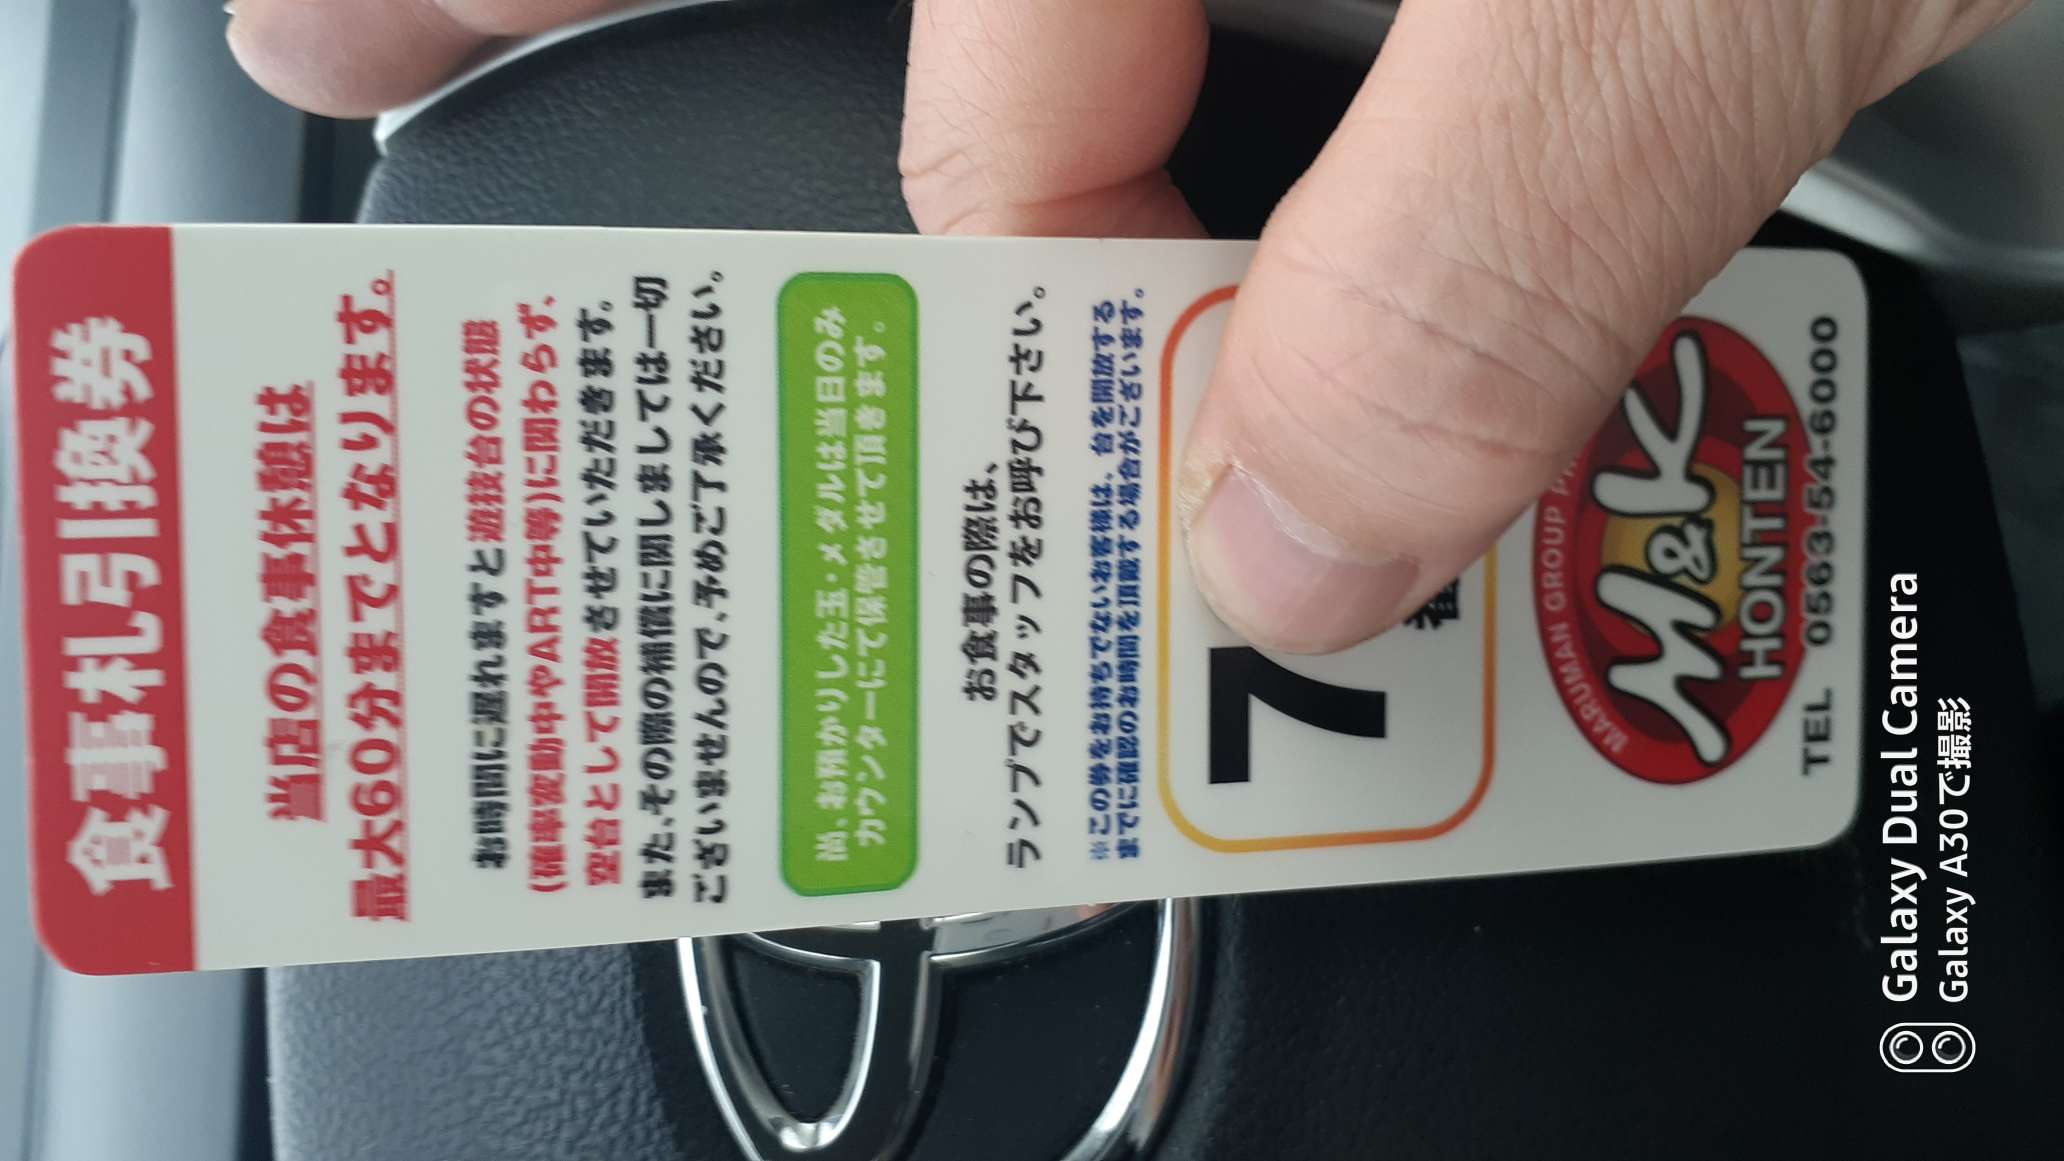 食事札引換券
当店の食事休憩は
最大60分までとなります。
お時間に遅れますと遊技台の状態
(確率変動中やART中等)に関わらず、
空台として開放させていただきます。
また、その際の補償に関しましては一切
ございませんので、予めご了承ください。
尚、お預かりした玉・メダルは当日のみ
カウンターにて保管させて頂きます。
お食事の際は、
ランプでスタッフをお呼び下さい。
※この券をお持ちでないお客様は、台を開放する
までに確認のお時間を頂戴する場合がございます。
7
番
MARUMAN GROUP
M&K
HONTEN
TEL 0563-54-6000
Galaxy Dual Camera
Galaxy A30で撮影